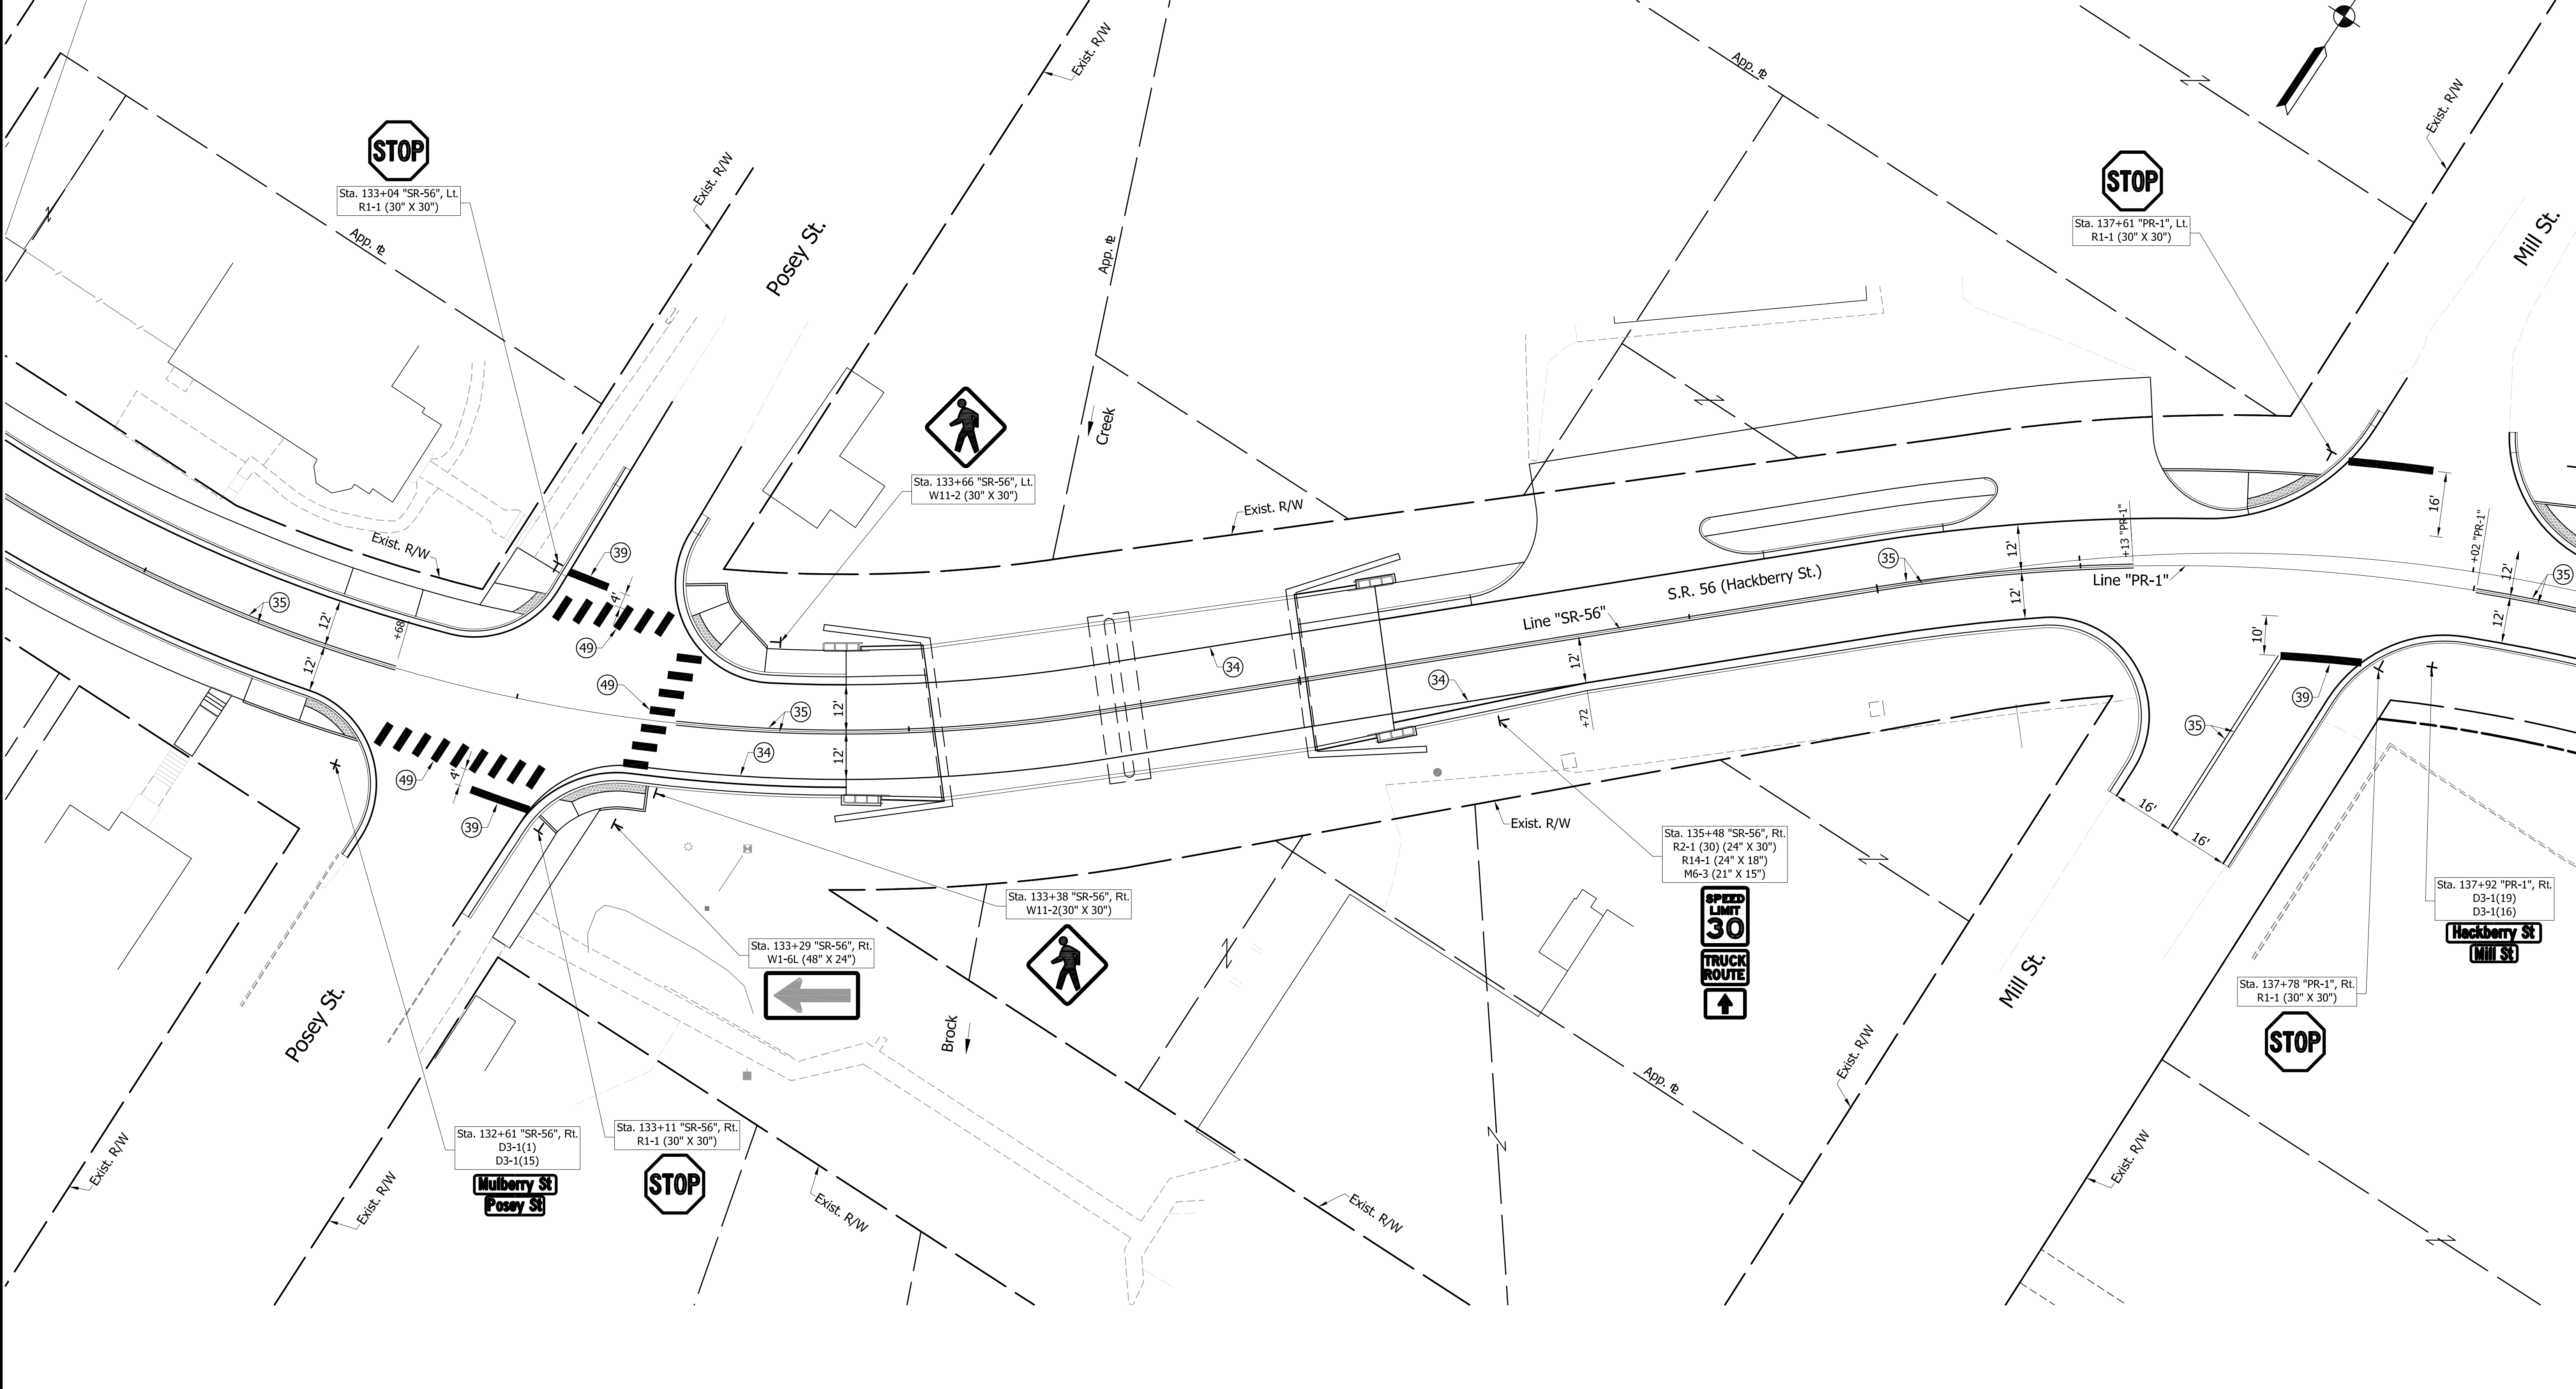 App. ⅊
Exist. R/W
Exist. R/W
STOP
Sta. 133+04 "SR-56", Lt.
R1-1 (30" X 30")
Exist. R/W
App. ⅊
Posey St.
App. ⅊
STOP
Sta. 137+61 "PR-1", Lt.
R1-1 (30" X 30")
Mill St.
Creek
Sta. 133+66 "SR-56", Lt.
W11-2 (30" X 30")
Exist. R/W
Exist. R/W
39
4'
49
35
12'
12'
+68
49
35
12'
12'
34
34
34
12'
+72
Line "SR-56"
S.R. 56 (Hackberry St.)
35
12'
12'
+13 "PR-1"
Line "PR-1"
16'
+02 "PR-1"
12'
12'
35
10'
39
35
16'
16'
49
4'
39
Exist. R/W
Sta. 135+48 "SR-56", Rt.
R2-1 (30) (24" X 30")
R14-1 (24" X 18")
M6-3 (21" X 15")
SPEED
LIMIT
30
TRUCK
ROUTE
Sta. 133+38 "SR-56", Rt.
W11-2(30" X 30")
Sta. 133+29 "SR-56", Rt.
W1-6L (48" X 24")
Sta. 137+92 "PR-1", Rt.
D3-1(19)
D3-1(16)
Hackberry St
Mill St
Sta. 137+78 "PR-1", Rt.
R1-1 (30" X 30")
STOP
Posey St.
Brock
Mill St.
Exist. R/W
App. ⅊
Sta. 132+61 "SR-56", Rt.
D3-1(1)
D3-1(15)
Mulberry St
Posey St
Sta. 133+11 "SR-56", Rt.
R1-1 (30" X 30")
STOP
Exist. R/W
Exist. R/W
Exist. R/W
Exist. R/W
Exist. R/W